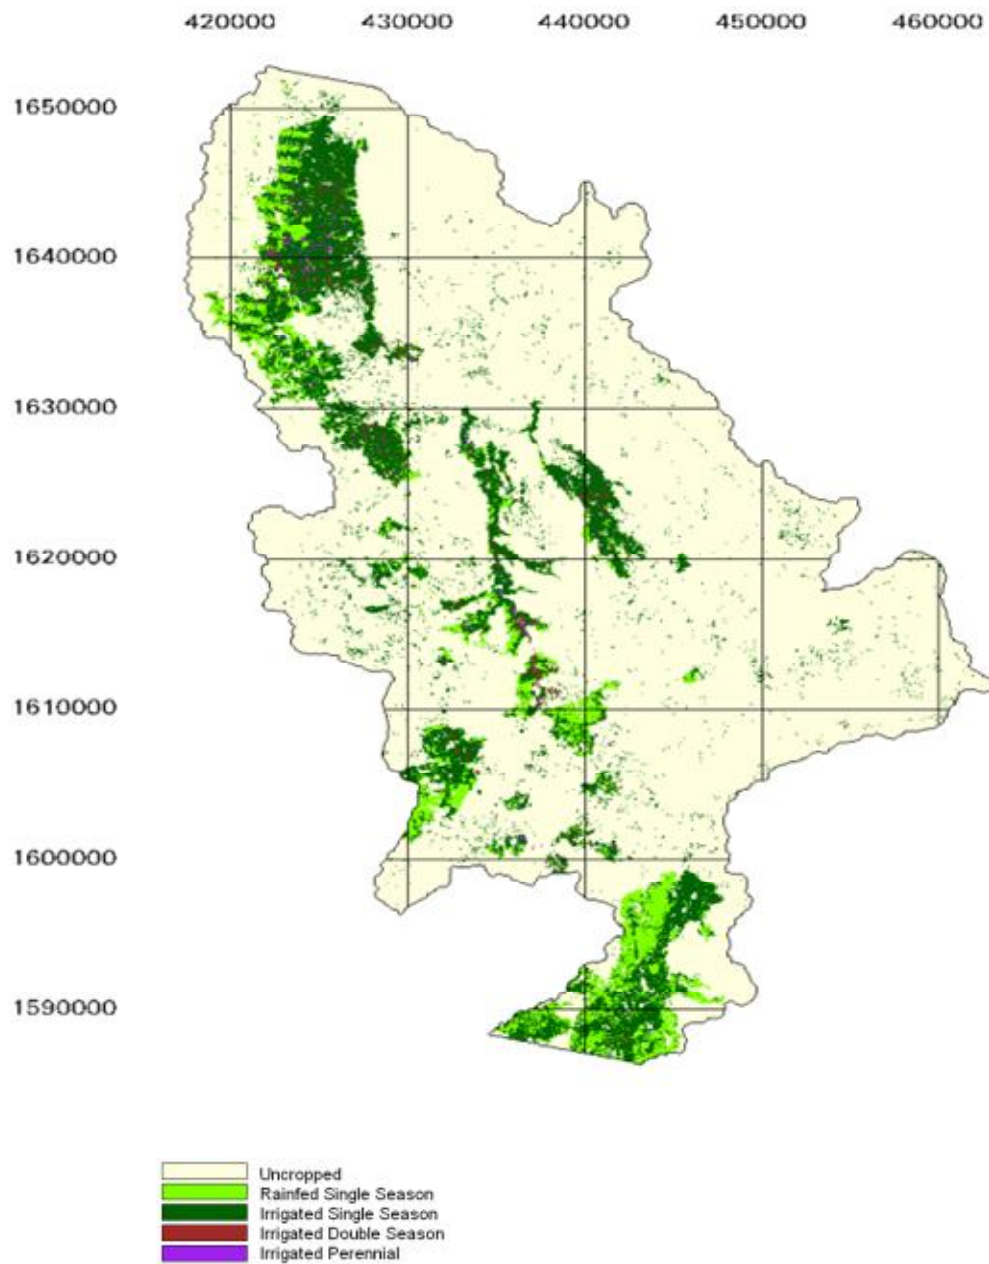 420000 430000 440000 450000 460000
1650000
1640000
1630000
1620000
1610000
1600000
1590000
Uncropped
Rainfed Single Season
Irrigated Single Season
Irrigated Double Season
Irrigated Perennial